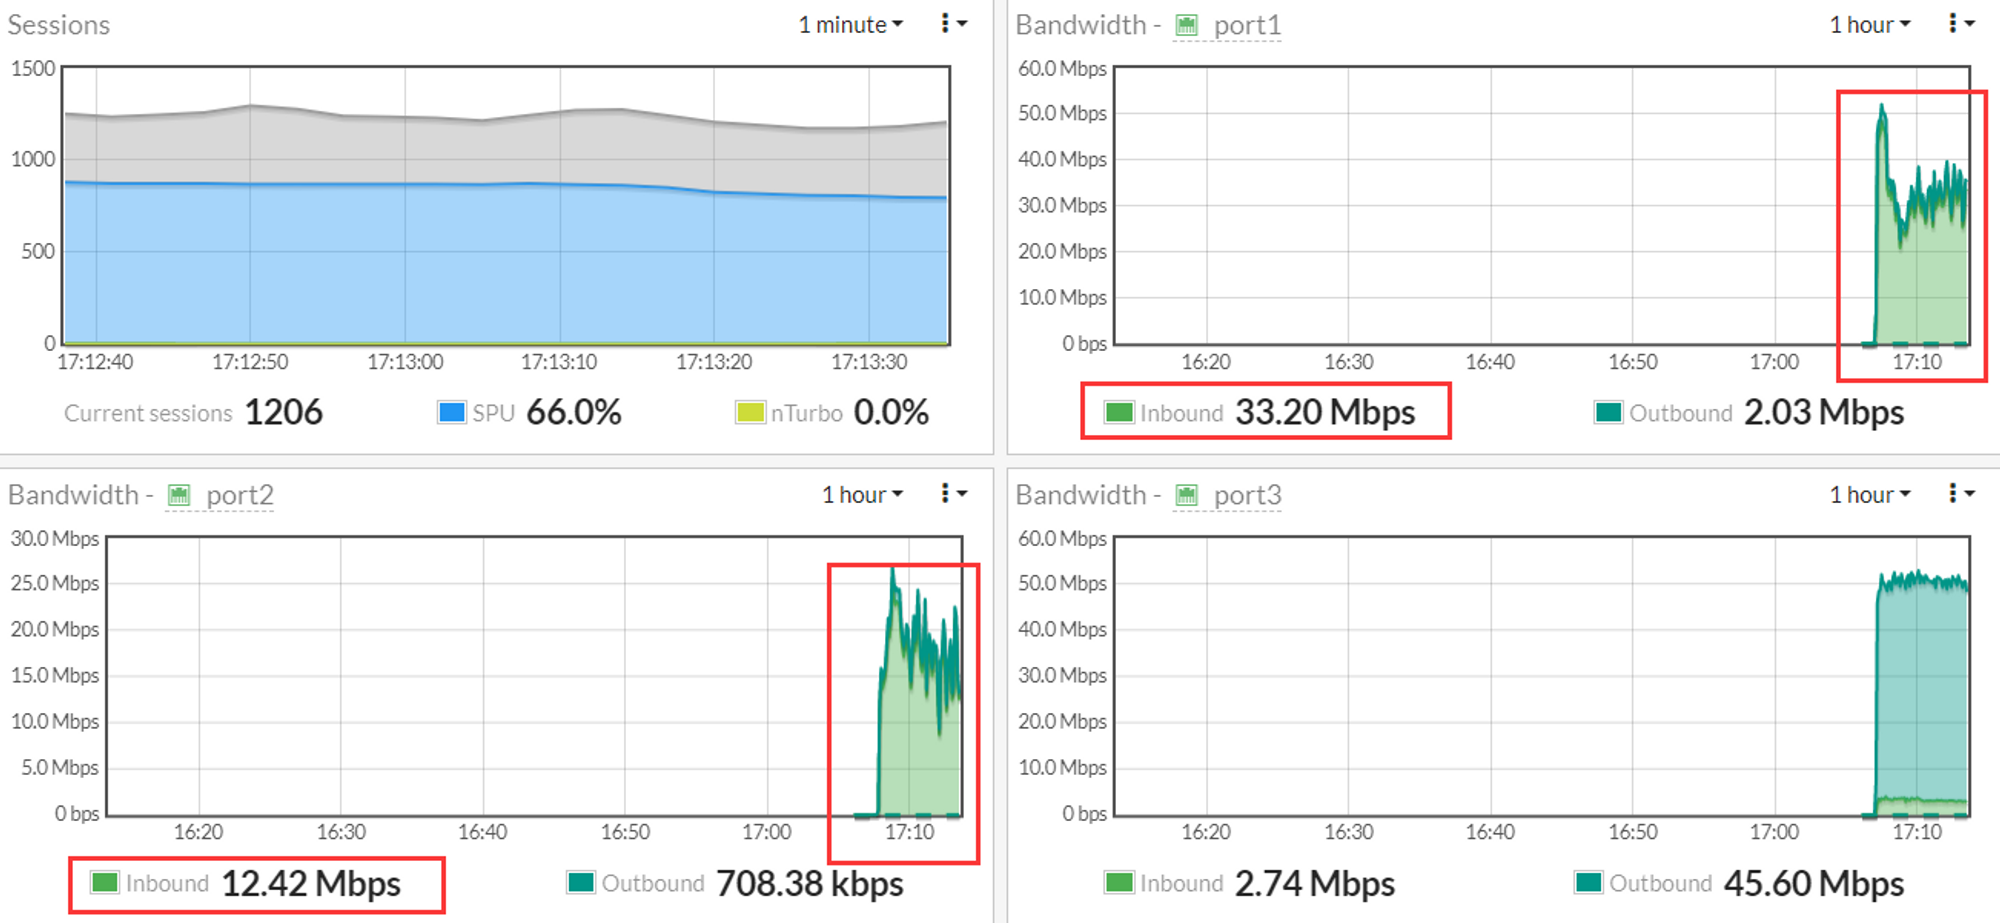 Sessions
1 minute
1500
1000
500
0
17:12:40 17:12:50 17:13:00 17:13:10 17:13:20 17:13:30
Current sessions 1206 SPU 66.0% nTurbo 0.0%
Bandwidth - port1
1 hour
60.0 Mbps
50.0 Mbps
40.0 Mbps
30.0 Mbps
20.0 Mbps
10.0 Mbps
0 bps
16:20 16:30 16:40 16:50 17:00 17:10
Inbound 33.20 Mbps Outbound 2.03 Mbps
Bandwidth - port2
1 hour
30.0 Mbps
25.0 Mbps
20.0 Mbps
15.0 Mbps
10.0 Mbps
5.0 Mbps
0 bps
16:20 16:30 16:40 16:50 17:00 17:10
Inbound 12.42 Mbps Outbound 708.38 kbps
Bandwidth - port3
1 hour
60.0 Mbps
50.0 Mbps
40.0 Mbps
30.0 Mbps
20.0 Mbps
10.0 Mbps
0 bps
16:20 16:30 16:40 16:50 17:00 17:10
Inbound 2.74 Mbps Outbound 45.60 Mbps